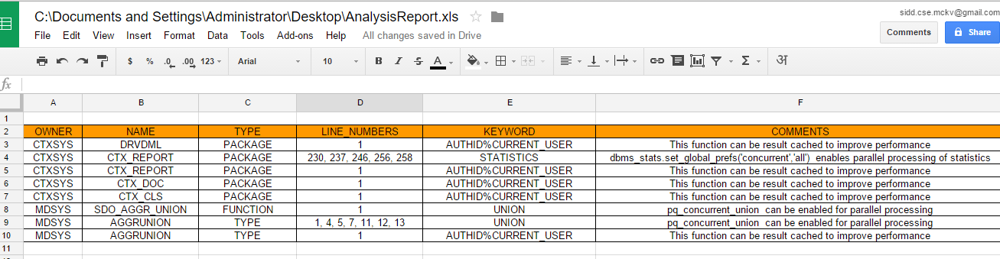 C:\Documents and Settings\Administrator\Desktop\AnalysisReport.xls
sidd.cse.mckv@gmail.com
File Edit View Insert Format Data Tools Add-ons Help All changes saved in Drive
Comments Share
$ % .0 .00 123 Arial 10 B I S A Σ अ
fx
A B C D E F
1
2 OWNER NAME TYPE LINE_NUMBERS KEYWORD COMMENTS
3 CTXSYS DRVDML PACKAGE 1 AUTHID%CURRENT_USER This function can be result cached to improve performance
4 CTXSYS CTX_REPORT PACKAGE 230, 237, 246, 256, 258 STATISTICS dbms_stats.set_global_prefs('concurrent','all') enables parallel processing of statistics
5 CTXSYS CTX_REPORT PACKAGE 1 AUTHID%CURRENT_USER This function can be result cached to improve performance
6 CTXSYS CTX_DOC PACKAGE 1 AUTHID%CURRENT_USER This function can be result cached to improve performance
7 CTXSYS CTX_CLS PACKAGE 1 AUTHID%CURRENT_USER This function can be result cached to improve performance
8 MDSYS SDO_AGGR_UNION FUNCTION 1 UNION pq_concurrent_union can be enabled for parallel processing
9 MDSYS AGGRUNION TYPE 1, 4, 5, 7, 11, 12, 13 UNION pq_concurrent_union can be enabled for parallel processing
10 MDSYS AGGRUNION TYPE 1 AUTHID%CURRENT_USER This function can be result cached to improve performance
11